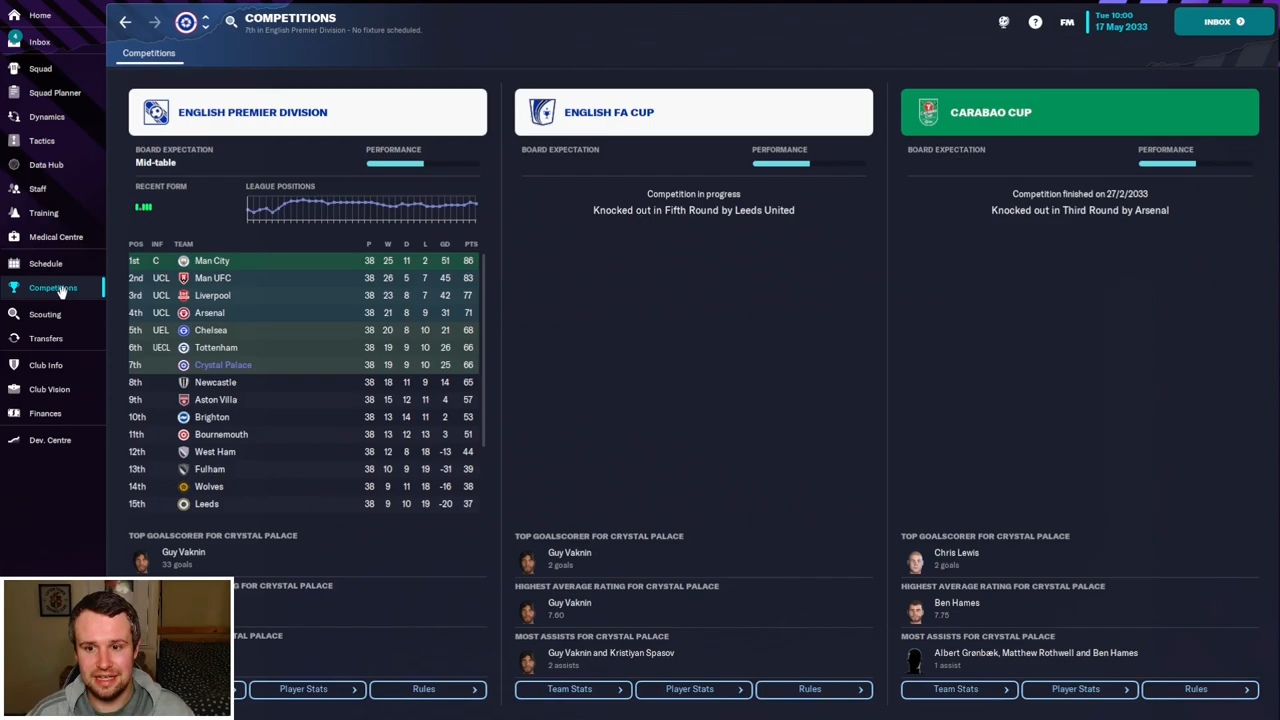 Home
4
Inbox
Squad
Squad Planner
Dynamics
Tactics
Data Hub
Staff
Training
Medical Centre
Schedule
Competitions
Scouting
Transfers
Club Info
Club Vision
Finances
Dev. Centre
COMPETITIONS
7th in English Premier Division - No fixture scheduled.
?
FM
Tue 10:00
17 May 2033
INBOX
Competitions
ENGLISH PREMIER DIVISION
BOARD EXPECTATION PERFORMANCE
Mid-table
RECENT FORM LEAGUE POSITIONS
POS INF TEAM P W D L GD PTS
1st C Man City 38 25 11 2 51 86
2nd UCL Man UFC 38 26 5 7 45 83
3rd UCL Liverpool 38 23 8 7 42 77
4th UCL Arsenal 38 21 8 9 31 71
5th UEL Chelsea 38 20 8 10 21 68
6th UECL Tottenham 38 19 9 10 26 66
7th Crystal Palace 38 19 9 10 25 66
8th Newcastle 38 18 11 9 14 65
9th Aston Villa 38 15 12 11 4 57
10th Brighton 38 13 14 11 2 53
11th Bournemouth 38 13 12 13 3 51
12th West Ham 38 12 8 18 -13 44
13th Fulham 38 10 9 19 -31 39
14th Wolves 38 9 11 18 -16 38
15th Leeds 38 9 10 19 -20 37
TOP GOALSCORER FOR CRYSTAL PALACE
Guy Vaknin
33 goals
FOR CRYSTAL PALACE
STAL PALACE
Player Stats
Rules
ENGLISH FA CUP
BOARD EXPECTATION PERFORMANCE
Competition in progress
Knocked out in Fifth Round by Leeds United
TOP GOALSCORER FOR CRYSTAL PALACE
Guy Vaknin
2 goals
HIGHEST AVERAGE RATING FOR CRYSTAL PALACE
Guy Vaknin
7.60
MOST ASSISTS FOR CRYSTAL PALACE
Guy Vaknin and Kristiyan Spasov
2 assists
Team Stats
Player Stats
Rules
CARABAO CUP
BOARD EXPECTATION PERFORMANCE
Competition finished on 27/2/2033
Knocked out in Third Round by Arsenal
TOP GOALSCORER FOR CRYSTAL PALACE
Chris Lewis
2 goals
HIGHEST AVERAGE RATING FOR CRYSTAL PALACE
Ben Hames
7.75
MOST ASSISTS FOR CRYSTAL PALACE
Albert Grønbæk, Matthew Rothwell and Ben Hames
1 assist
Team Stats
Player Stats
Rules